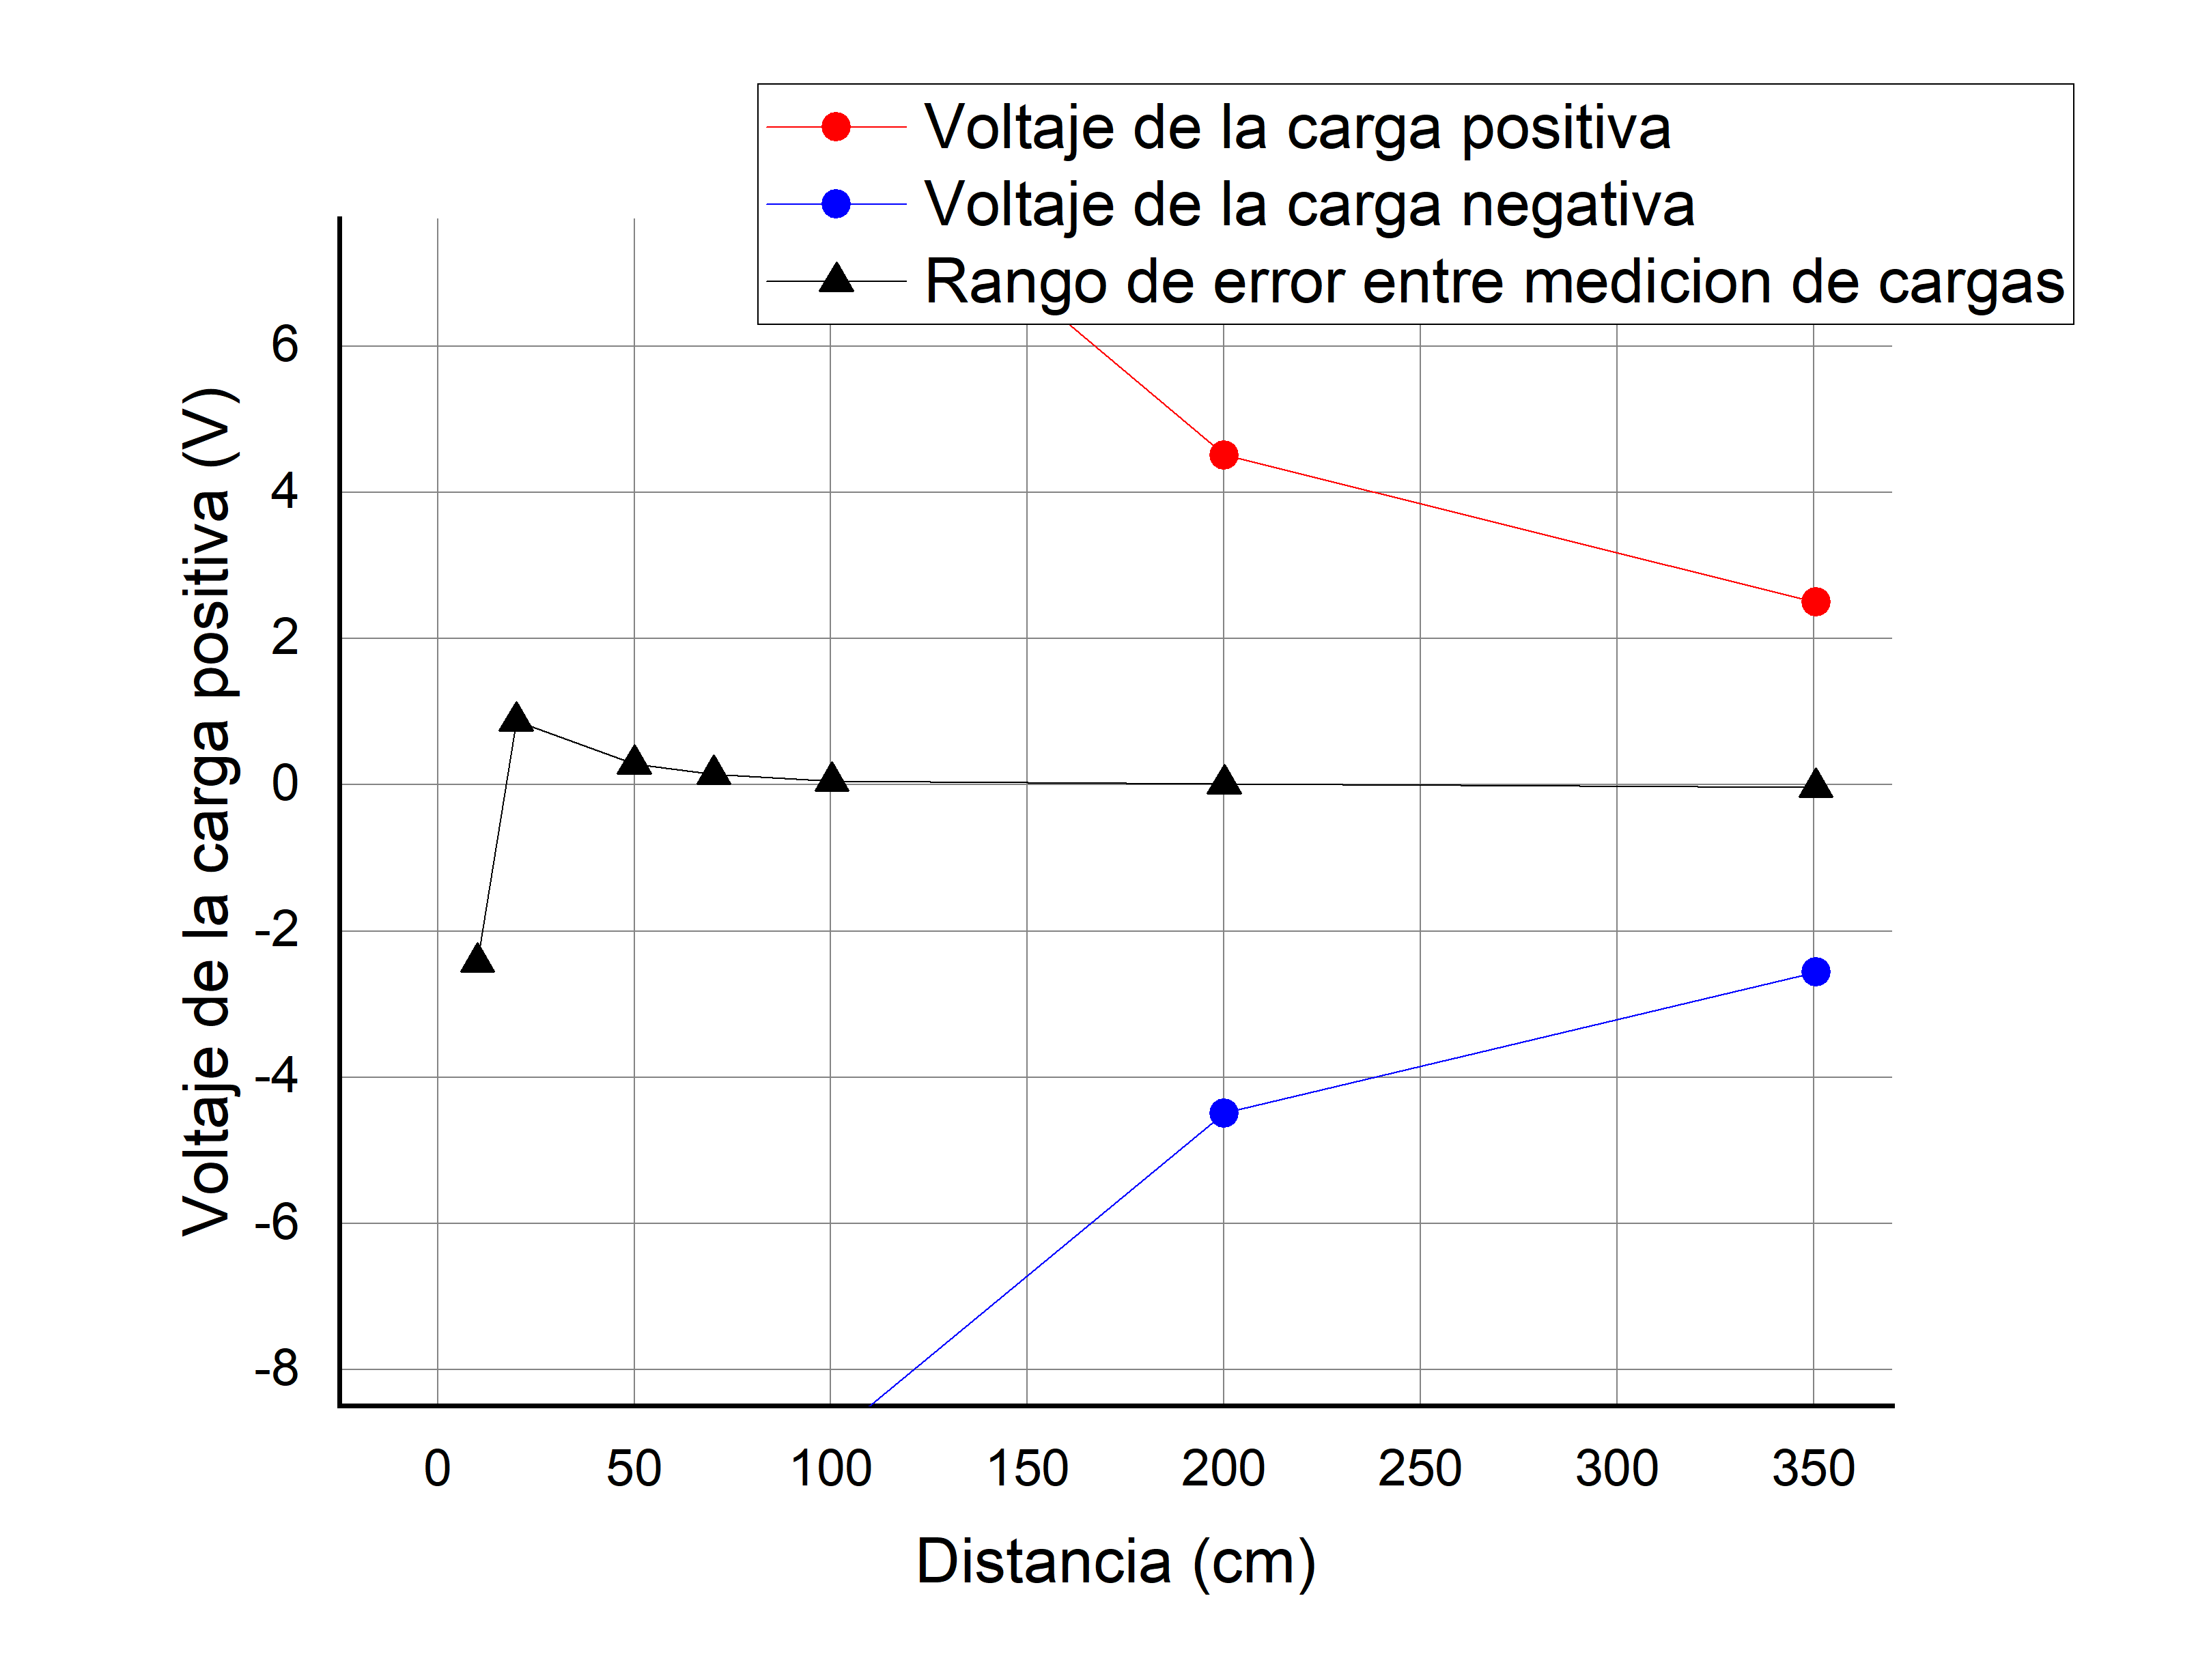 Voltaje de la carga positiva
Voltaje de la carga negativa
Rango de error entre medicion de cargas
Voltaje de la carga positiva (V)
6
4
2
0
-2
-4
-6
-8
0 50 100 150 200 250 300 350
Distancia (cm)